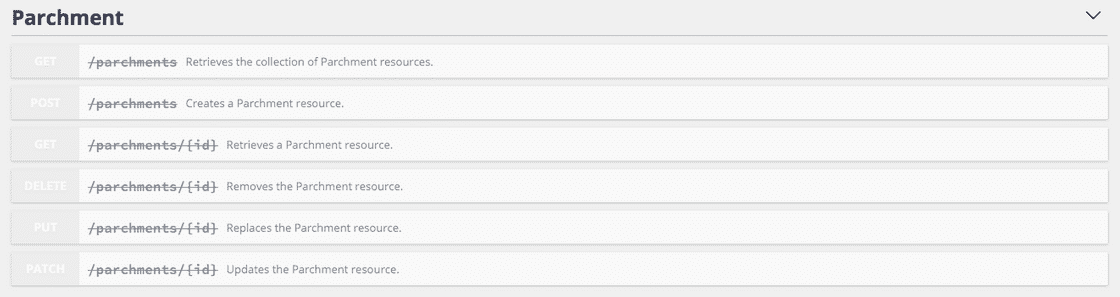 Parchment
GET /parchments Retrieves the collection of Parchment resources.
POST /parchments Creates a Parchment resource.
GET /parchments/{id} Retrieves a Parchment resource.
DELETE /parchments/{id} Removes the Parchment resource.
PUT /parchments/{id} Replaces the Parchment resource.
PATCH /parchments/{id} Updates the Parchment resource.